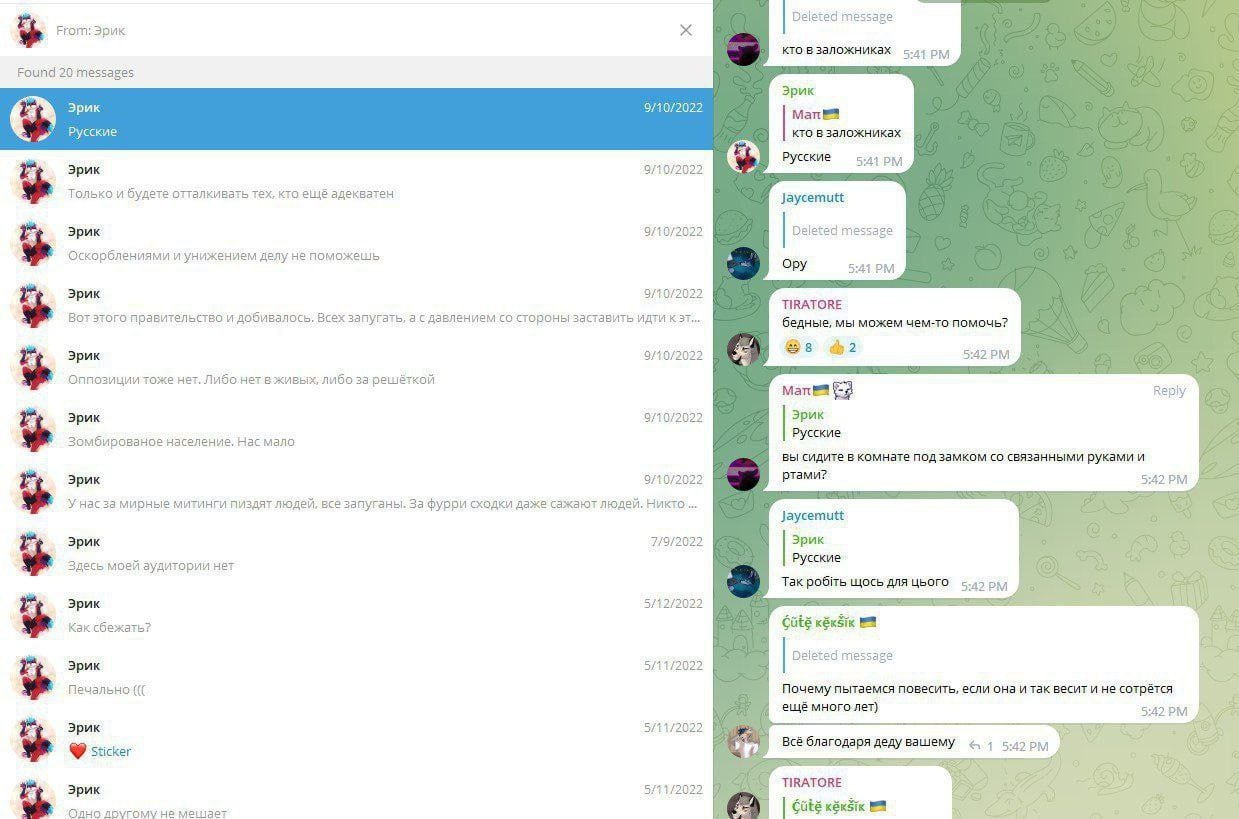 From: Эрик
Found 20 messages
Эрик 9/10/2022
Русские
Эрик 9/10/2022
Только и будете отталкивать тех, кто ещё адекватен
Эрик 9/10/2022
Оскорблениями и унижением делу не поможешь
Эрик 9/10/2022
Вот этого правительство и добивалось. Всех запугать, а с давлением со стороны заставить идти к эт...
Эрик 9/10/2022
Оппозиции тоже нет. Либо нет в живых, либо за решёткой
Эрик 9/10/2022
Зомбированое население. Нас мало
Эрик 9/10/2022
У нас за мирные митинги пиздят людей, все запуганы. За фурри сходки даже сажают людей. Никто ...
Эрик 7/9/2022
Здесь моей аудитории нет
Эрик 5/12/2022
Как сбежать?
Эрик 5/11/2022
Печально (((
Эрик 5/11/2022
❤️ Sticker
Эрик 5/11/2022
Одно другому не мешает
Deleted message
кто в заложниках 5:41 PM
Эрик
Мап🇺🇦
кто в заложниках
Русские 5:41 PM
Jaycemutt
Deleted message
Ору 5:41 PM
TIRATORE
бедные, мы можем чем-то помочь?
😁 8 👍 2 5:42 PM
Мап🇺🇦 Reply
Эрик
Русские
вы сидите в комнате под замком со связанными руками и
ртами? 5:42 PM
Jaycemutt
Эрик
Русские
Так робіть щось для цього 5:42 PM
🇺🇦
Deleted message
Почему пытаемся повесить, если она и так весит и не сотрётся
ещё много лет) 5:42 PM
Всё благодаря деду вашему 1 5:42 PM
TIRATORE
🇺🇦